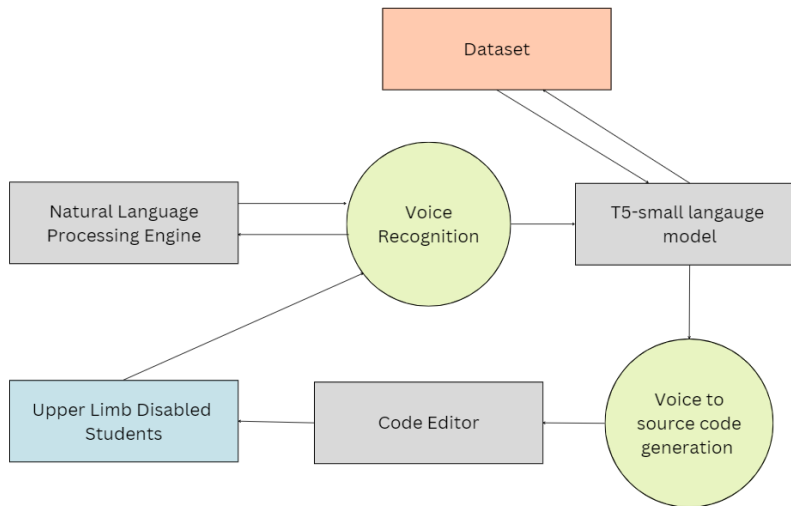 Dataset
Natural Language
Processing Engine
Voice
Recognition
T5-small langauge
model
Upper Limb Disabled
Students
Code Editor
Voice to
source code
generation